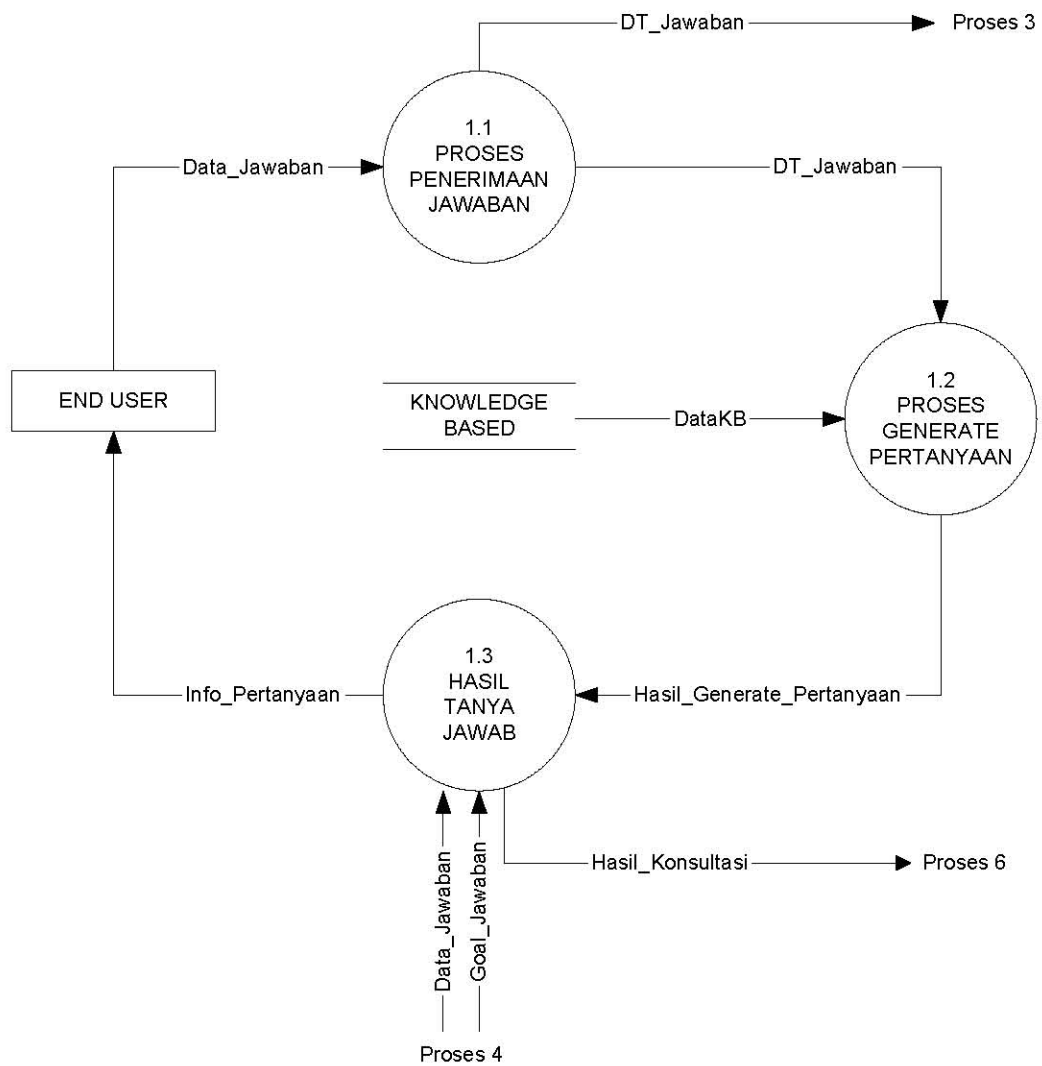 DT_Jawaban
Proses 3
1.1
PROSES
PENERIMAAN
JAWABAN
Data_Jawaban
DT_Jawaban
END USER
KNOWLEDGE
BASED
DataKB
1.2
PROSES
GENERATE
PERTANYAAN
1.3
HASIL
TANYA
JAWAB
Info_Pertanyaan
Hasil_Generate_Pertanyaan
Data_Jawaban
Goal_Jawaban
Hasil_Konsultasi
Proses 6
Proses 4